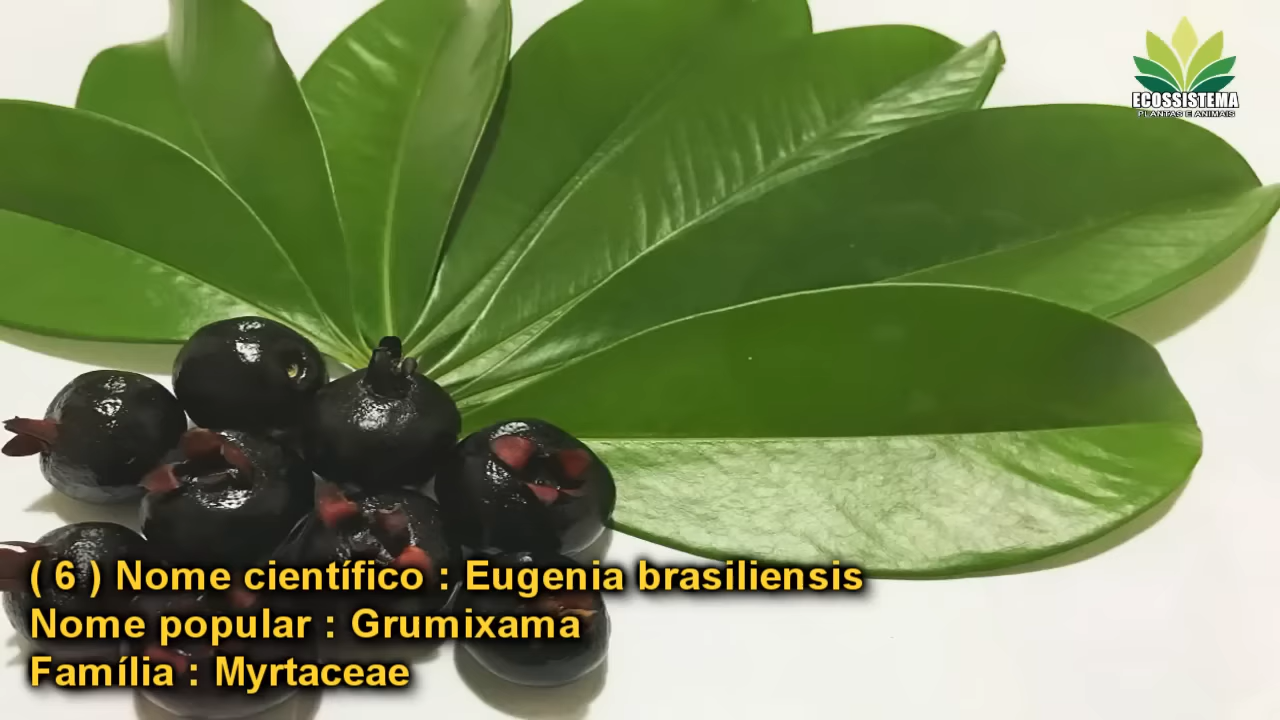 ECOSSISTEMA
PLANTAS E ANIMAIS
( 6 ) Nome científico : Eugenia brasiliensis
Nome popular : Grumixama
Família : Myrtaceae